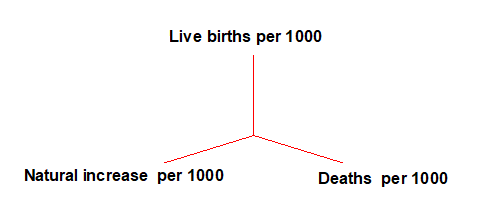 Live births per 1000
Natural increase  per 1000
Deaths  per 1000